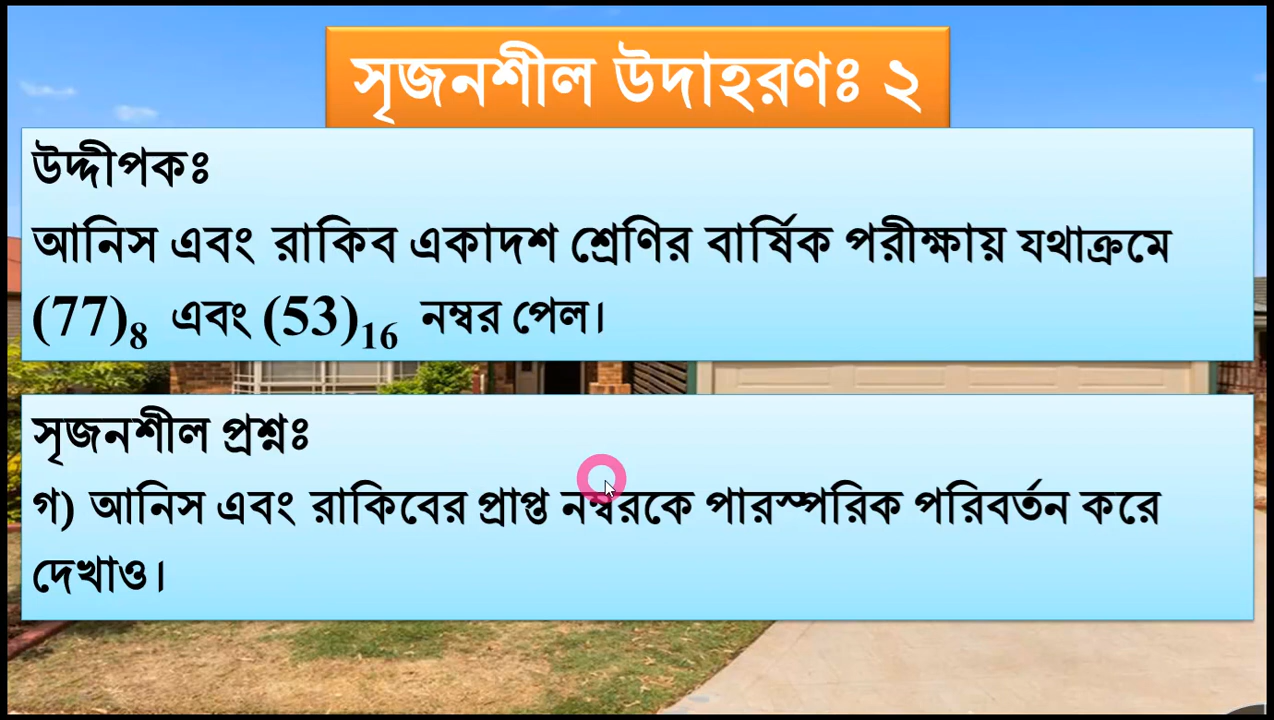 সৃজনশীল উদাহরণঃ ২
উদ্দীপকঃ
আনিস এবং রাকিব একাদশ শ্রেণির বার্ষিক পরীক্ষায় যথাক্রমে
(77)₈ এবং (53)₁₆ নম্বর পেল।
সৃজনশীল প্রশ্নঃ
গ) আনিস এবং রাকিবের প্রাপ্ত নম্বরকে পারস্পরিক পরিবর্তন করে
দেখাও।